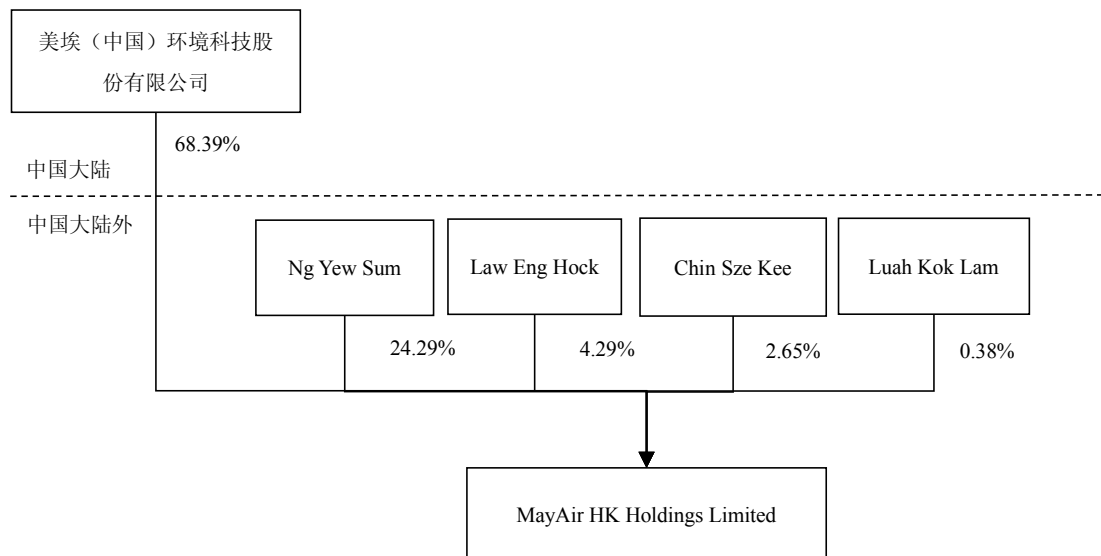 美埃（中国）环境科技股
份有限公司
68.39%
中国大陆
中国大陆外
Ng Yew Sum
Law Eng Hock
Chin Sze Kee
Luah Kok Lam
24.29%
4.29%
2.65%
0.38%
MayAir HK Holdings Limited